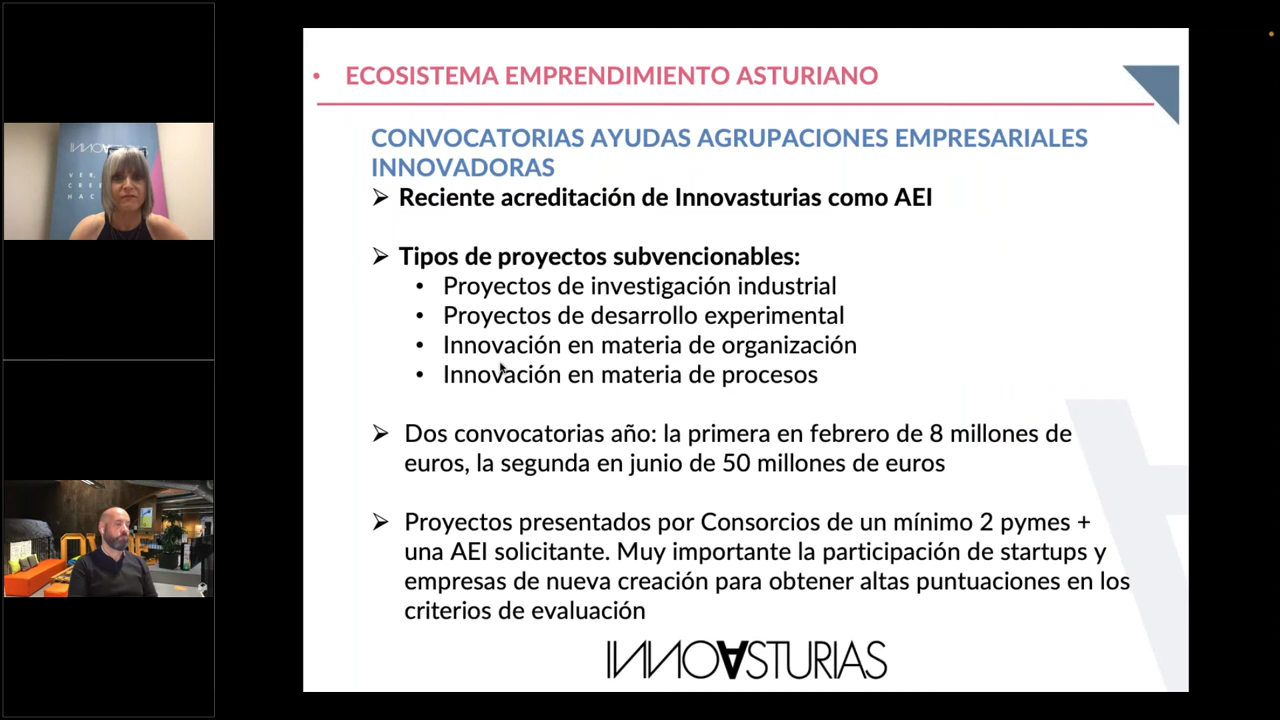 • ECOSISTEMA EMPRENDIMIENTO ASTURIANO
CONVOCATORIAS AYUDAS AGRUPACIONES EMPRESARIALES
INNOVADORAS
➢ Reciente acreditación de Innovasturias como AEI
➢ Tipos de proyectos subvencionables:
• Proyectos de investigación industrial
• Proyectos de desarrollo experimental
• Innovación en materia de organización
• Innovación en materia de procesos
➢ Dos convocatorias año: la primera en febrero de 8 millones de
euros, la segunda en junio de 50 millones de euros
➢ Proyectos presentados por Consorcios de un mínimo 2 pymes +
una AEI solicitante. Muy importante la participación de startups y
empresas de nueva creación para obtener altas puntuaciones en los
criterios de evaluación
INNOVASTURIAS
VER.